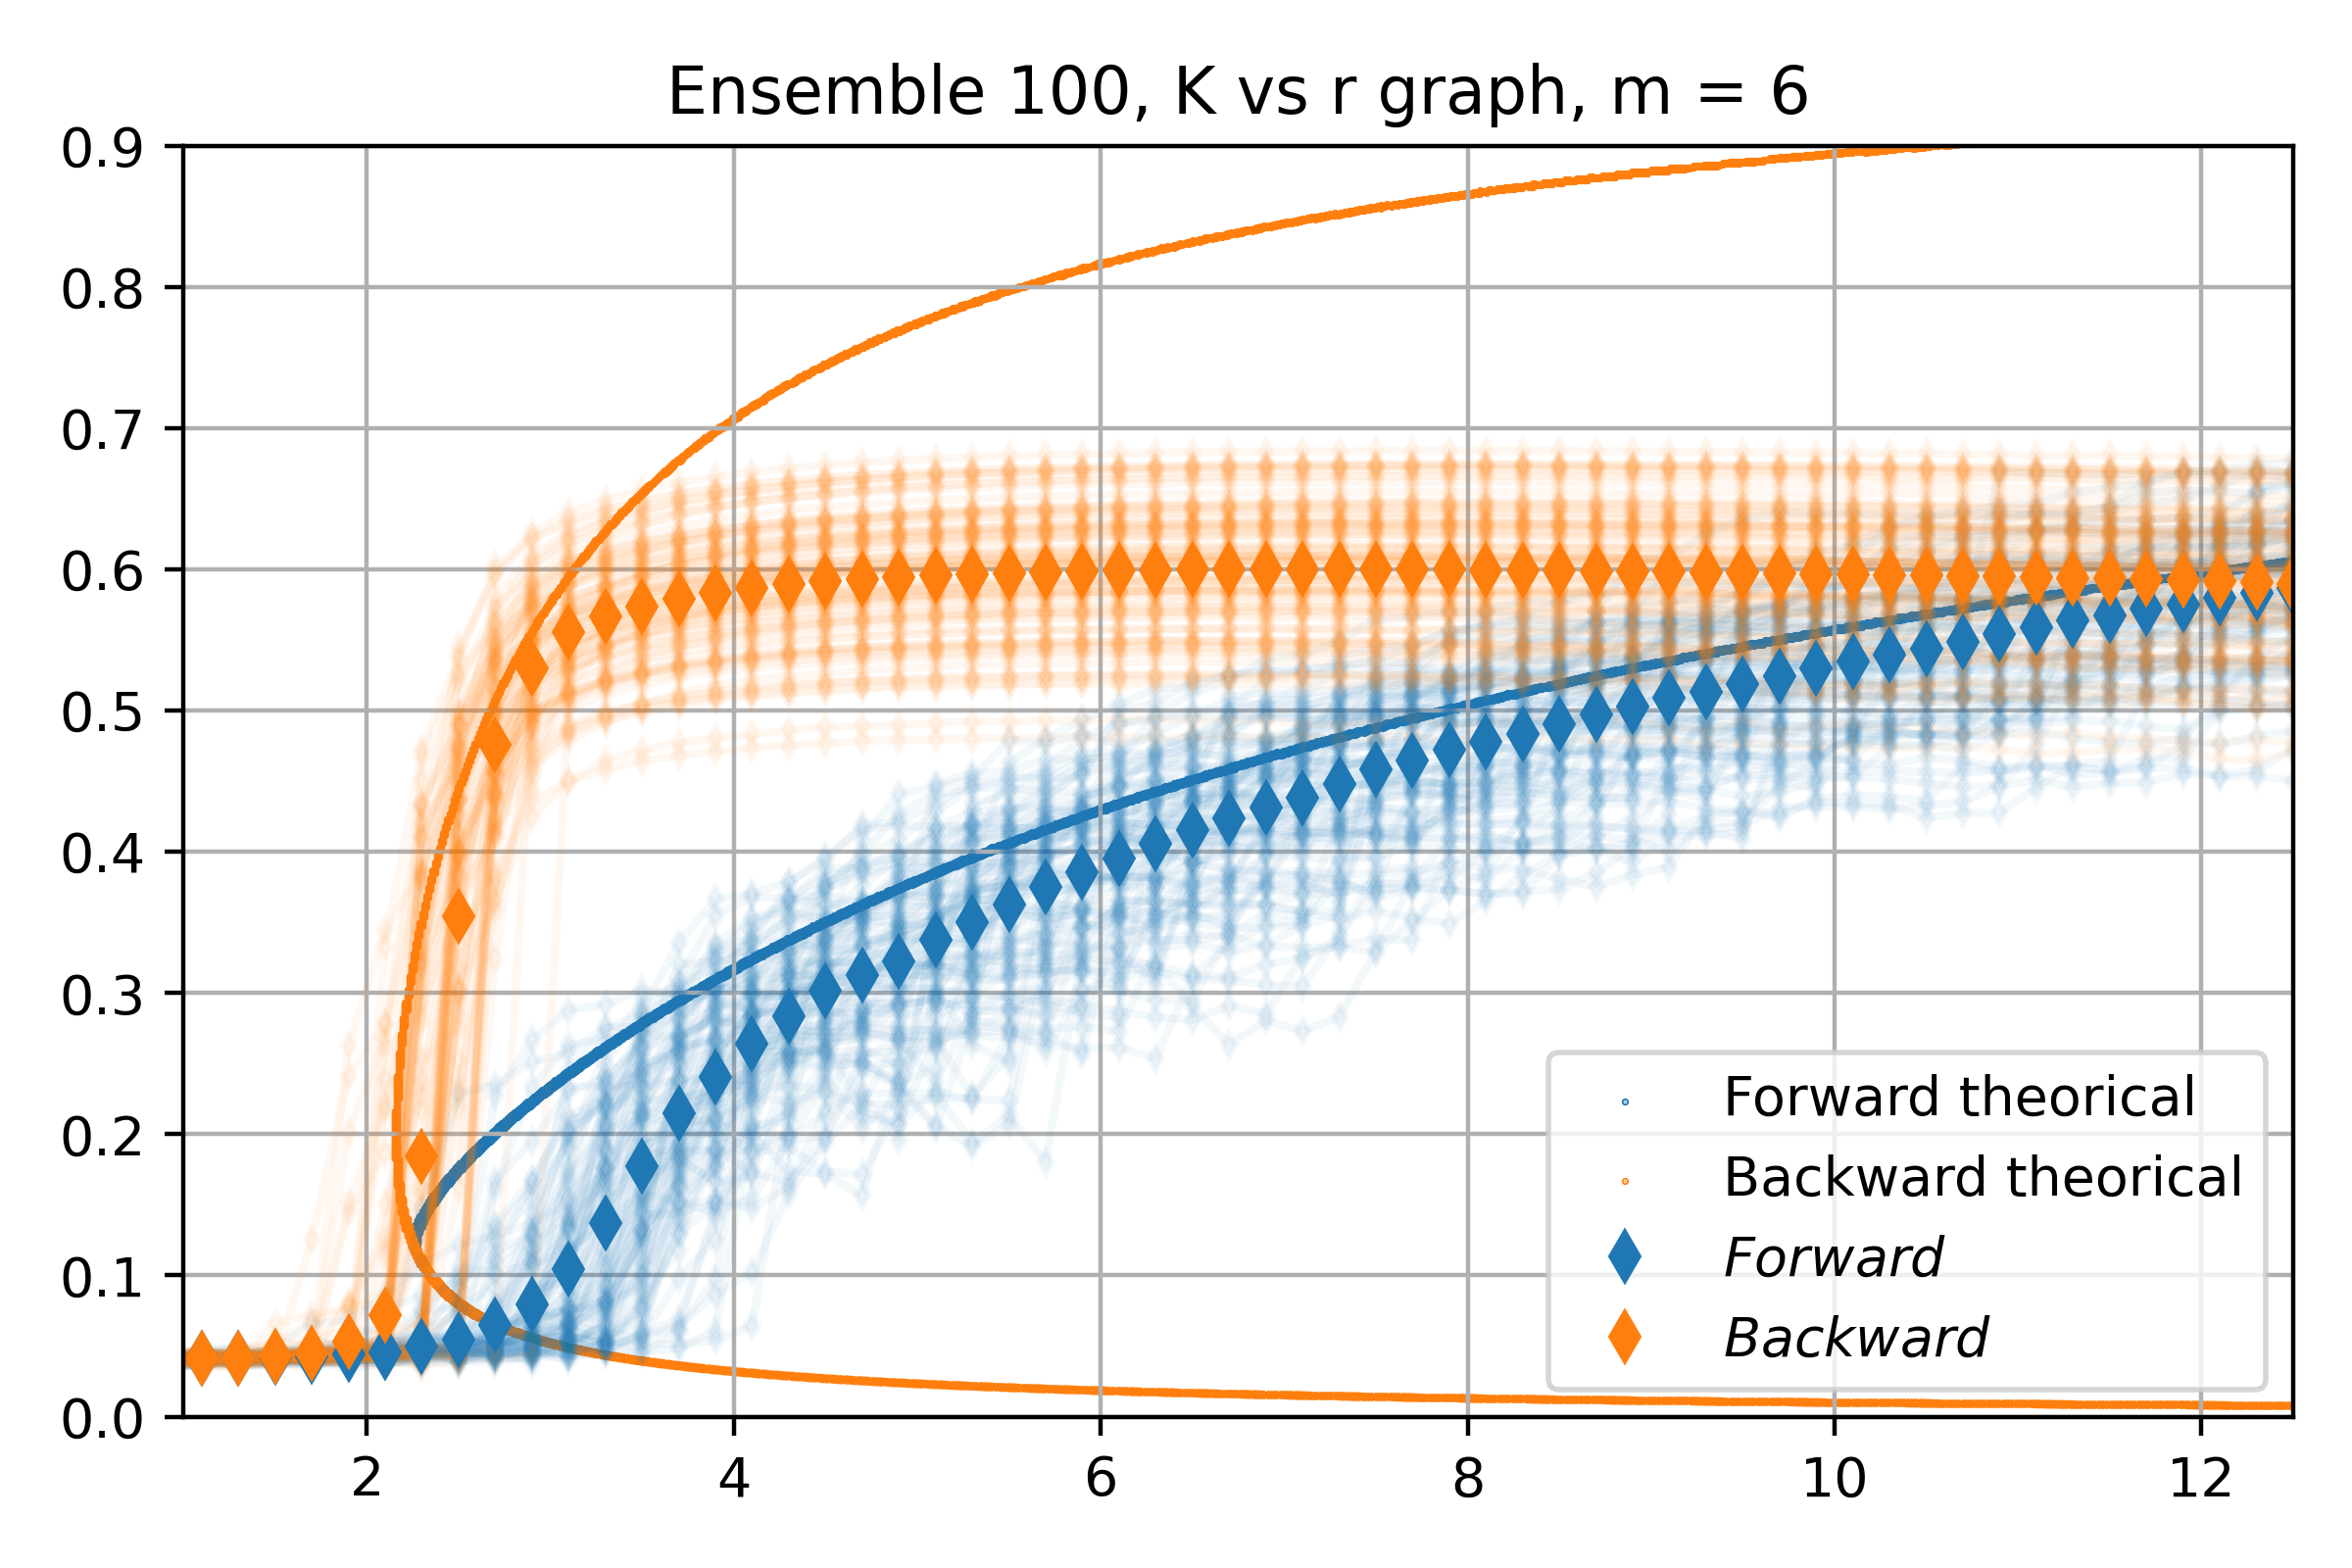 Ensemble 100, K vs r graph, m = 6
0.9
0.8
0.7
0.6
0.5
0.4
0.3
0.2
0.1
0.0
2 4 6 8 10 12
Forward theorical
Backward theorical
Forward
Backward